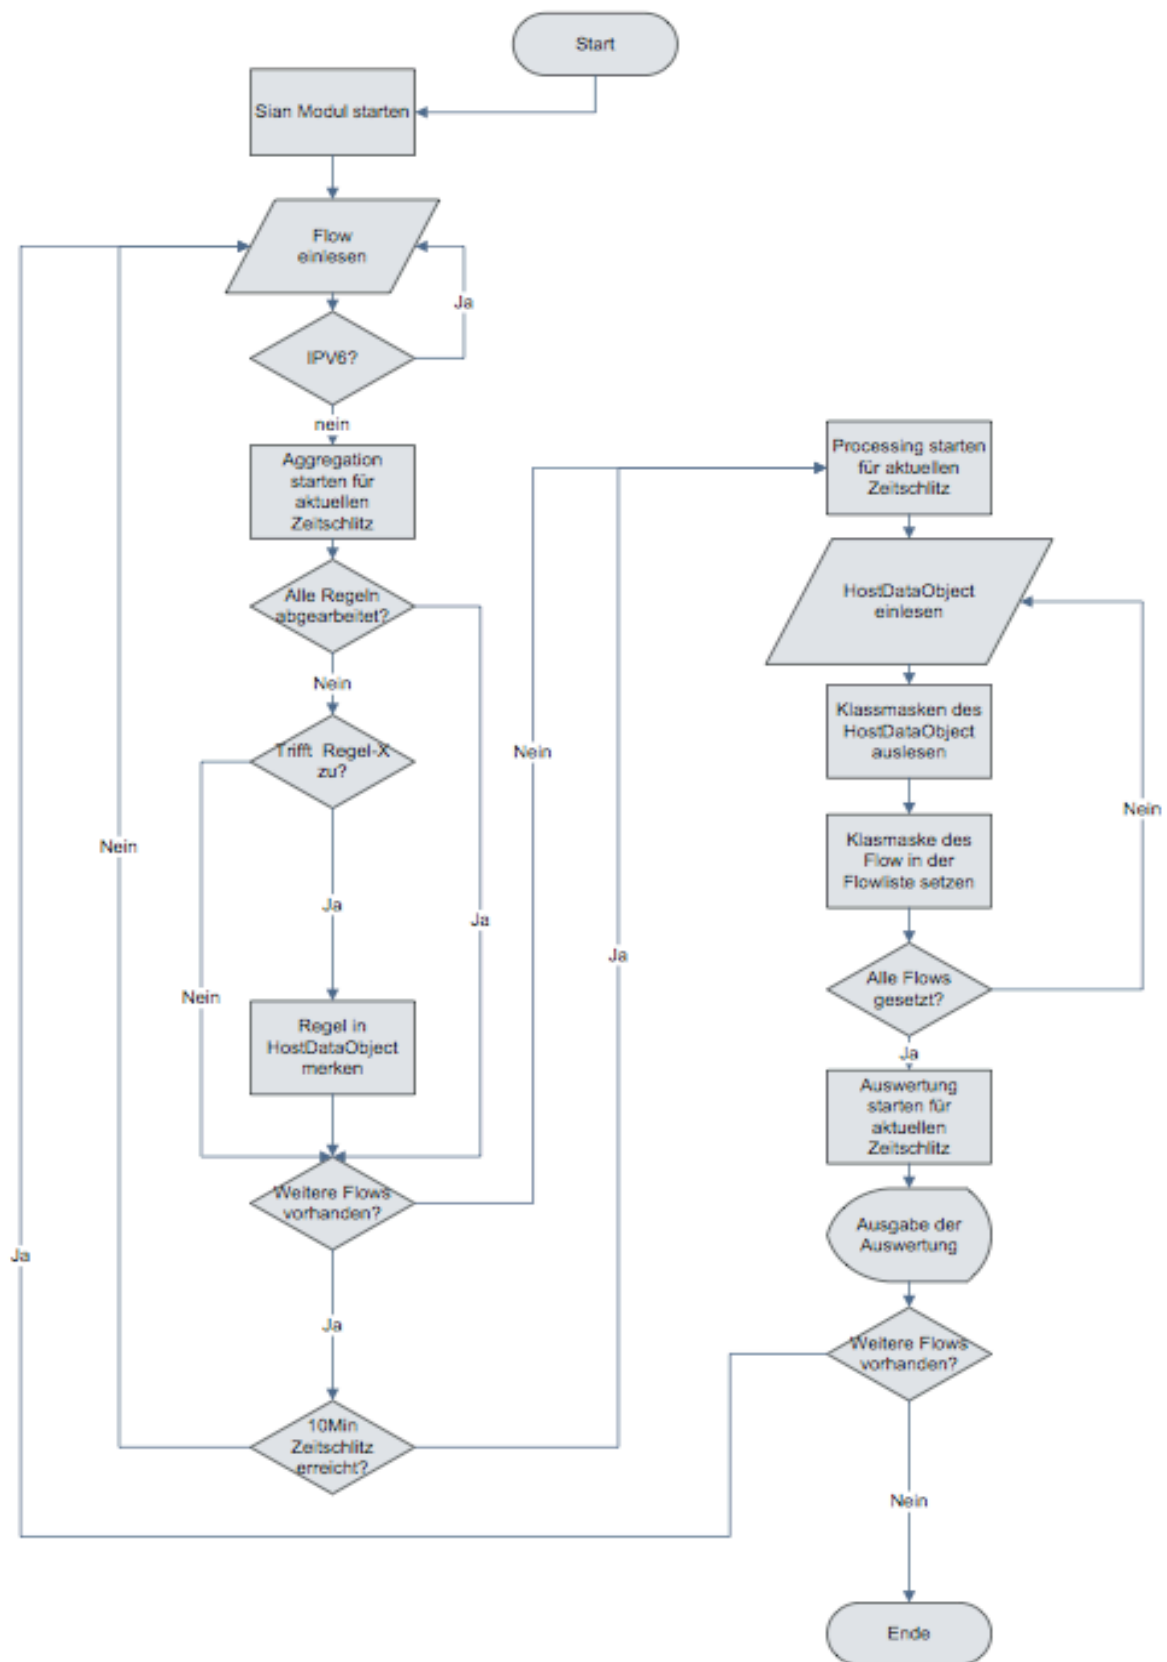 Start
Sian Modul starten
Flow
einlesen
Ja
IPV6?
nein
Aggregation
starten für
aktuellen
Zeitschlitz
Alle Regeln
abgearbeitet?
Nein
Trifft Regel-X
zu?
Nein
Ja
Ja
Nein
Regel in
HostDataObject
merken
Weitere Flows
vorhanden?
Nein
Ja
Ja
10Min
Zeitschlitz
erreicht?
Ja
Processing starten
für aktuellen
Zeitschlitz
HostDataObject
einlesen
Klassmasken des
HostDataObject
auslesen
Nein
Klasmaske des
Flow in der
Flowliste setzen
Alle Flows
gesetzt?
Ja
Auswertung
starten für
aktuellen
Zeitschlitz
Ausgabe der
Auswertung
Weitere Flows
vorhanden?
Nein
Ende